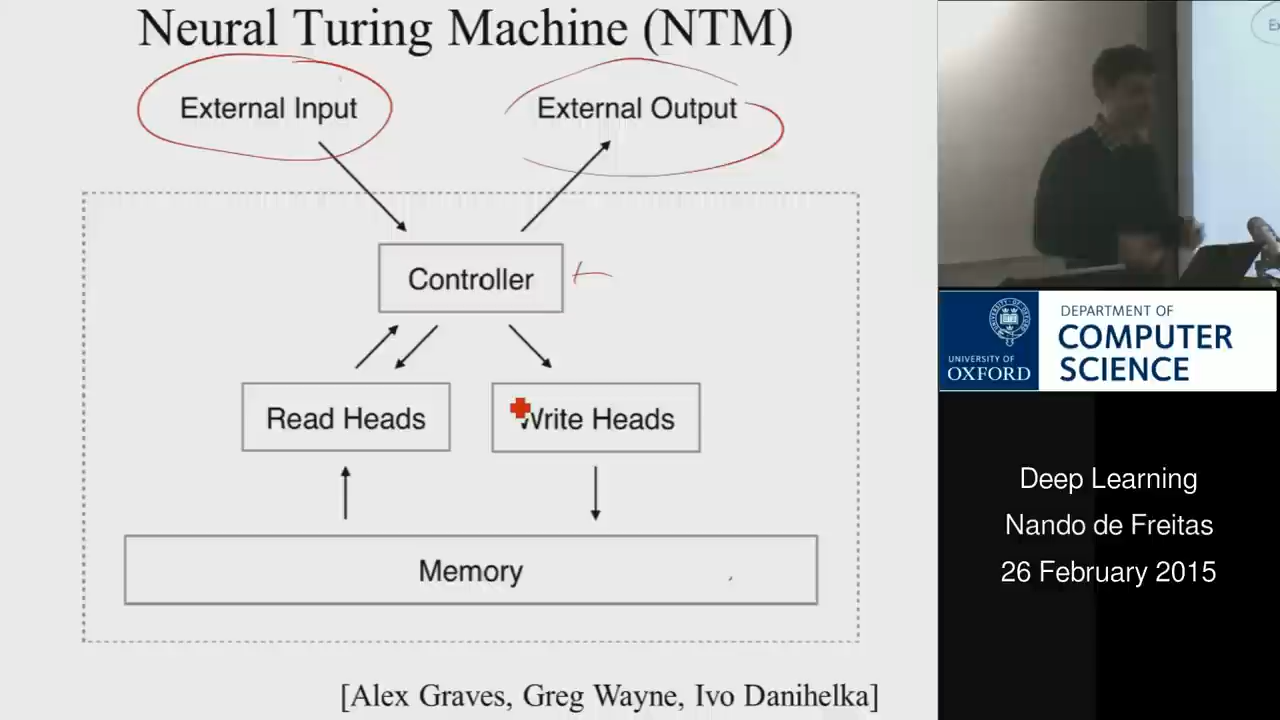 Neural Turing Machine (NTM)
External Input
External Output
Controller
Read Heads
Write Heads
Memory
[Alex Graves, Greg Wayne, Ivo Danihelka]
UNIVERSITY OF
OXFORD
DEPARTMENT OF
COMPUTER
SCIENCE
Deep Learning
Nando de Freitas
26 February 2015